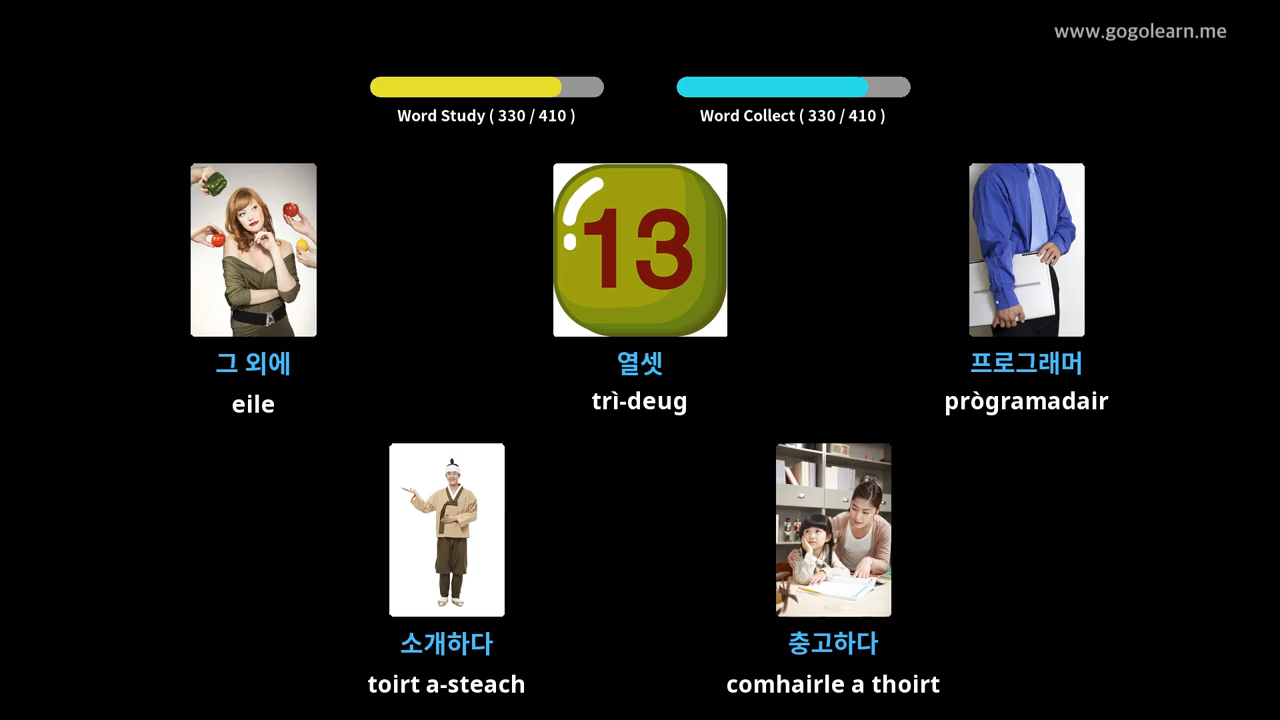 www.gogolearn.me
Word Study ( 330 / 410 )
Word Collect ( 330 / 410 )
13
그 외에
eile
열셋
trì-deug
프로그래머
prògramadair
소개하다
toirt a-steach
충고하다
comhairle a thoirt